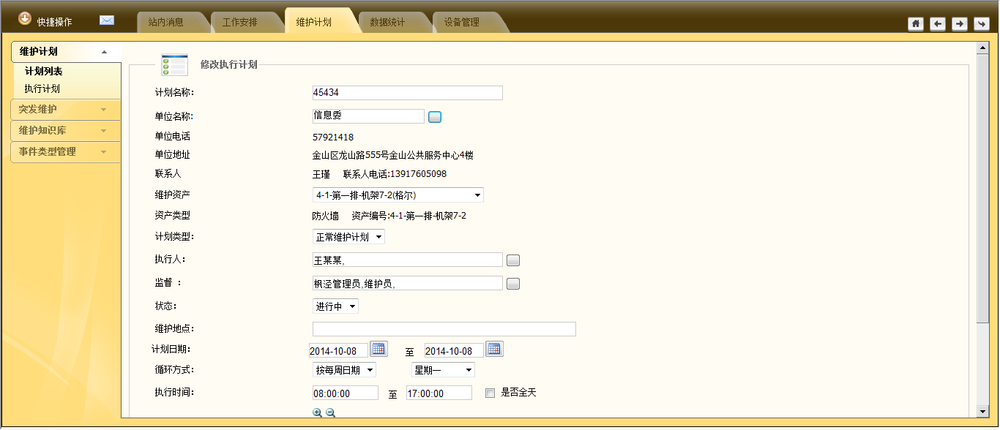 快捷操作 站内消息 工作安排 维护计划 数据统计 设备管理
维护计划
计划列表
执行计划
突发维护
维护知识库
事件类型管理
修改执行计划
计划名称: 45434
单位名称: 信息委
单位电话 57921418
单位地址 金山区龙山路555号金山公共服务中心4楼
联系人 王瑾 联系人电话:13917605098
维护资产 4-1-第一排-机架7-2(格尔)
资产类型 防火墙 资产编号:4-1-第一排-机架7-2
计划类型: 正常维护计划
执行人: 王某某,
监督 : 枫泾管理员,维护员,
状态: 进行中
维护地点:
计划日期: 2014-10-08 至 2014-10-08
循环方式: 按每周日期 星期一
执行时间: 08:00:00 至 17:00:00 是否全天